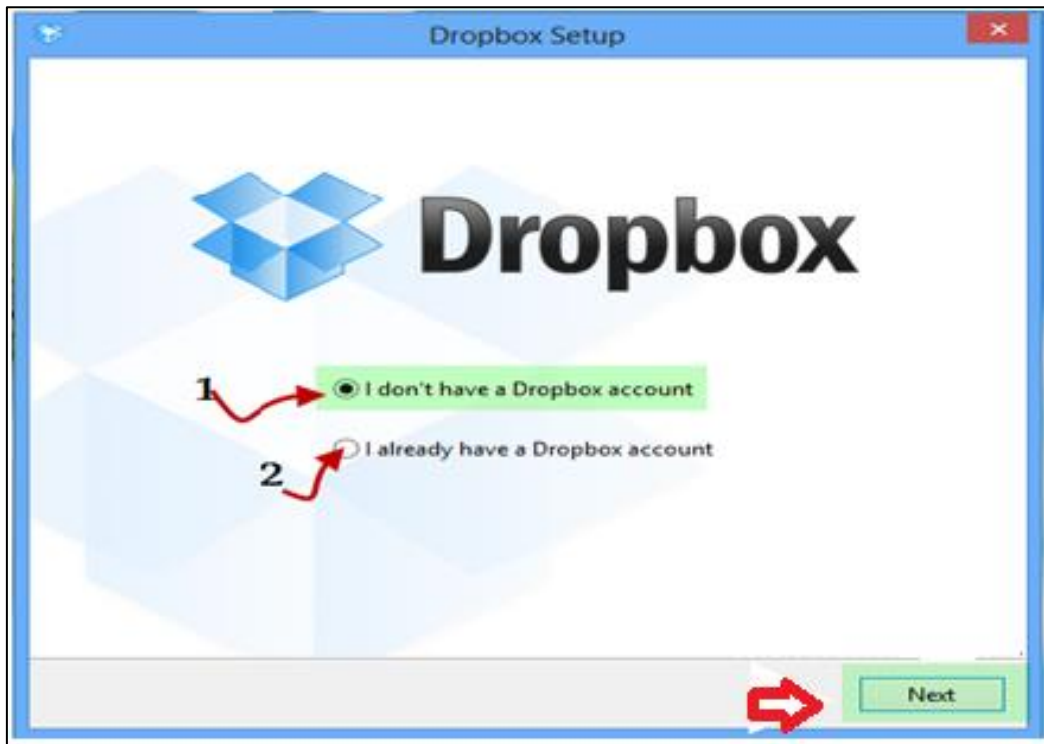 Dropbox Setup
Dropbox
1 I don't have a Dropbox account
2 I already have a Dropbox account
Next